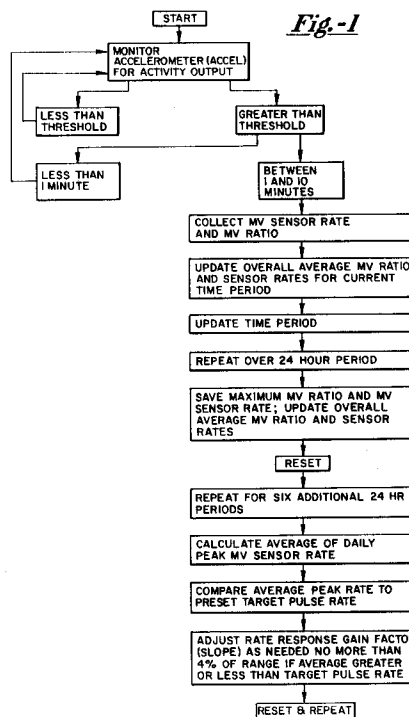 START
Fig.-1
MONITOR
ACCELEROMETER (ACCEL)
FOR ACTIVITY OUTPUT
LESS THAN
THRESHOLD
GREATER THAN
THRESHOLD
LESS THAN
1 MINUTE
BETWEEN
1 AND 10
MINUTES
COLLECT MV SENSOR RATE
AND MV RATIO
UPDATE OVERALL AVERAGE MV RATIO
AND SENSOR RATES FOR CURRENT
TIME PERIOD
UPDATE TIME PERIOD
REPEAT OVER 24 HOUR PERIOD
SAVE MAXIMUM MV RATIO AND MV
SENSOR RATE; UPDATE OVERALL
AVERAGE MV RATIO AND SENSOR
RATES
RESET
REPEAT FOR SIX ADDITIONAL 24 HR
PERIODS
CALCULATE AVERAGE OF DAILY
PEAK MV SENSOR RATE
COMPARE AVERAGE PEAK RATE TO
PRESET TARGET PULSE RATE
ADJUST RATE RESPONSE GAIN FACTO
(SLOPE) AS NEEDED NO MORE THAN
4% OF RANGE IF AVERAGE GREATER
OR LESS THAN TARGET PULSE RATE
RESET & REPEAT